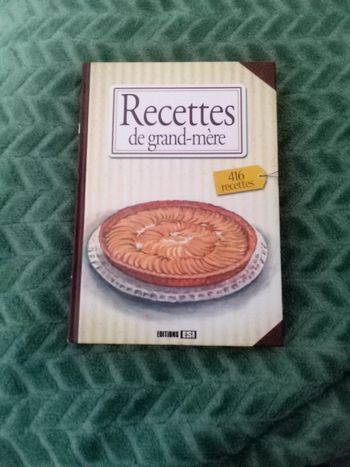 Recettes
de grand-mère
416
recettes
EDITIONS ESI